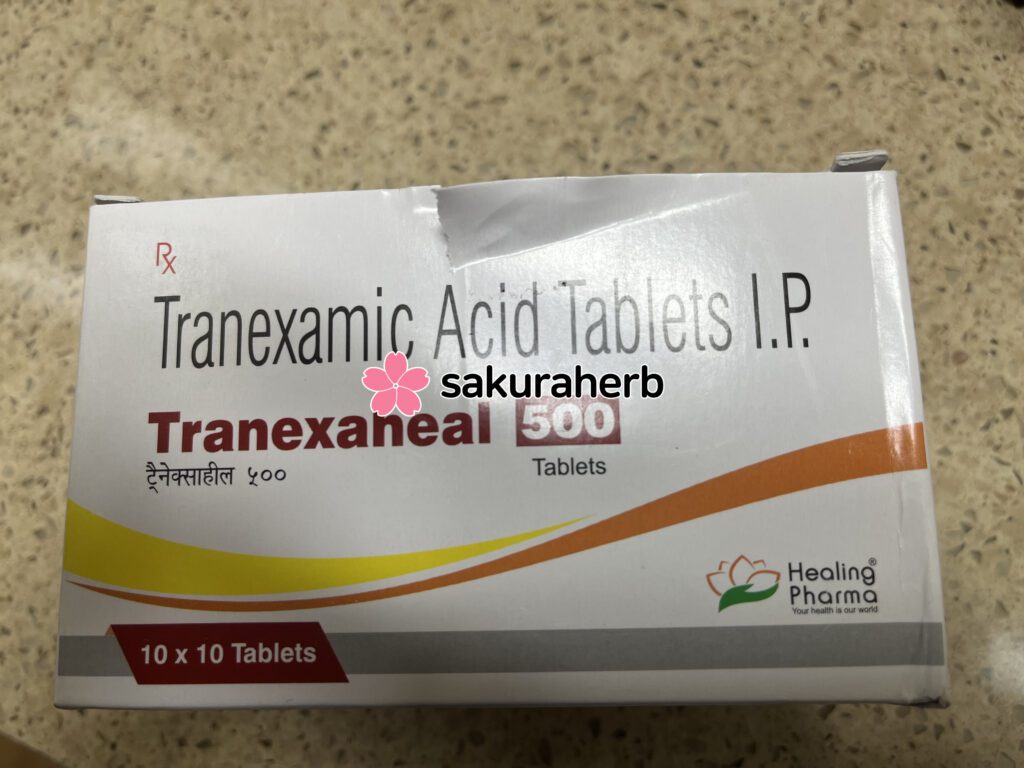 Rx
Tranexamic Acid Tablets I.P.
sakuraherb
Tranexaheal 500
Tablets
ट्रैनेक्साहील ५००
Healing®
Pharma
Your health is our world
10 x 10 Tablets